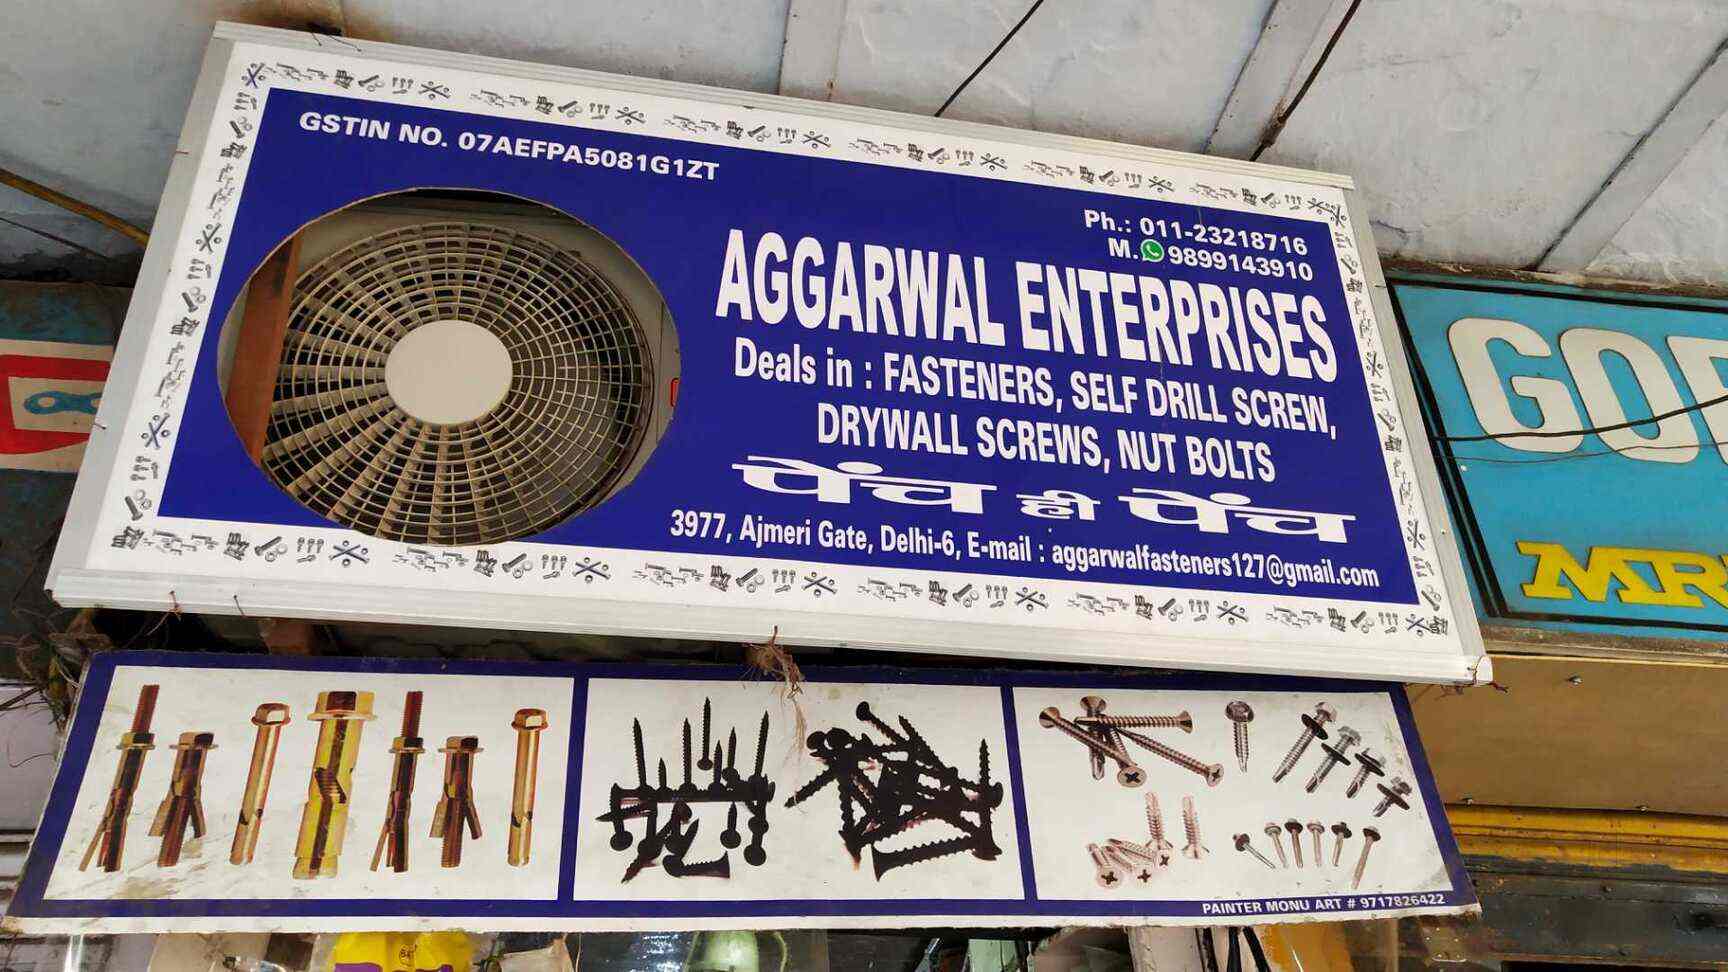 GSTIN NO. 07AEFPA5081G1ZT
Ph.: 011-23218716
M. 9899143910
AGGARWAL ENTERPRISES
Deals in : FASTENERS, SELF DRILL SCREW,
DRYWALL SCREWS, NUT BOLTS
पेंच ही पेंच
3977, Ajmeri Gate, Delhi-6, E-mail : aggarwalfasteners127@gmail.com
PAINTER MONU ART # 9717826422